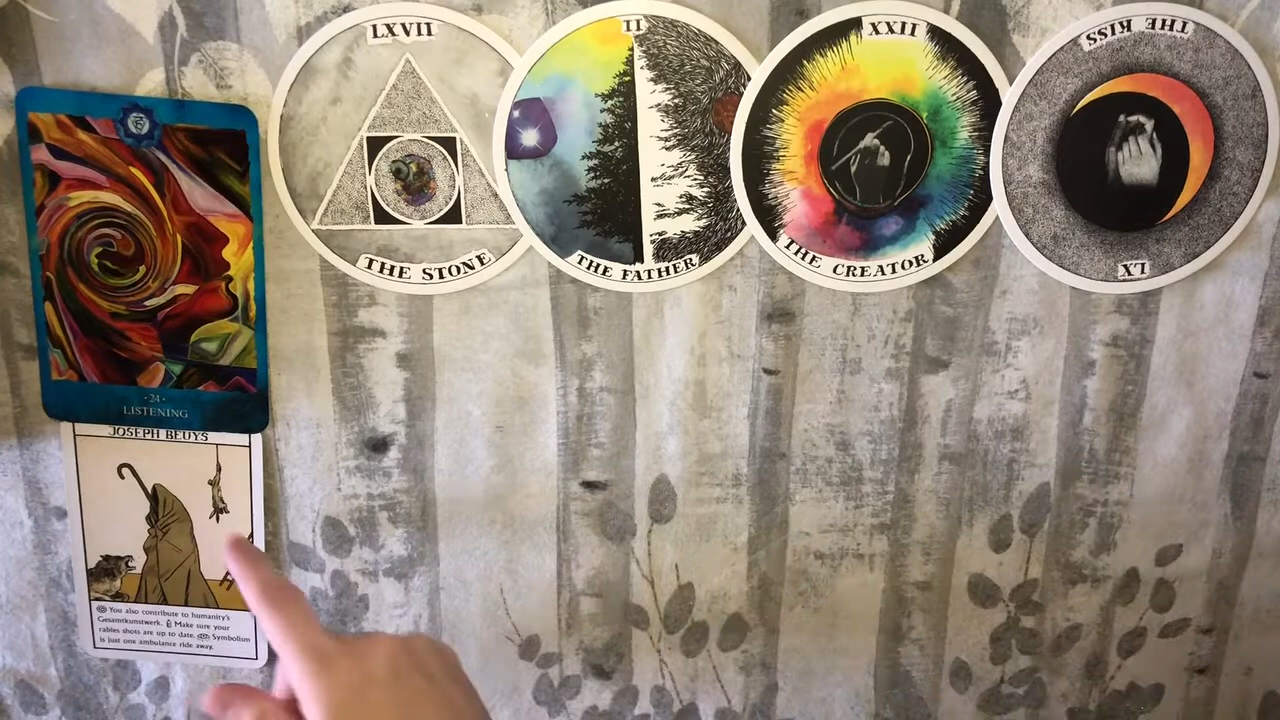 LXVII
THE STONE
II
THE FATHER
XXII
THE CREATOR
THE KISS
LX
· 24 ·
LISTENING
JOSEPH BEUYS
You also contribute to humanity's
Gesamtkunstwerk. Make sure your
rabies shots are up to date. Symbolism
is just one ambulance ride away.